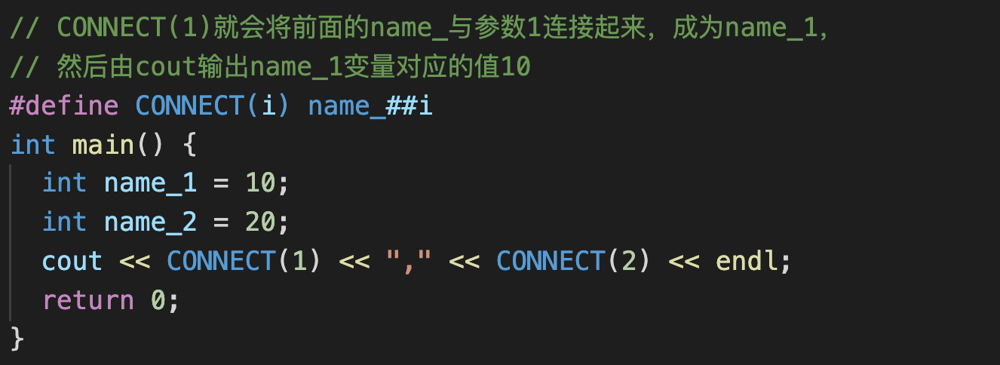 // CONNECT(1)就会将前面的name_与参数1连接起来，成为name_1，
// 然后由cout输出name_1变量对应的值10
#define CONNECT(i) name_##i
int main() {
  int name_1 = 10;
  int name_2 = 20;
  cout << CONNECT(1) << "," << CONNECT(2) << endl;
  return 0;
}